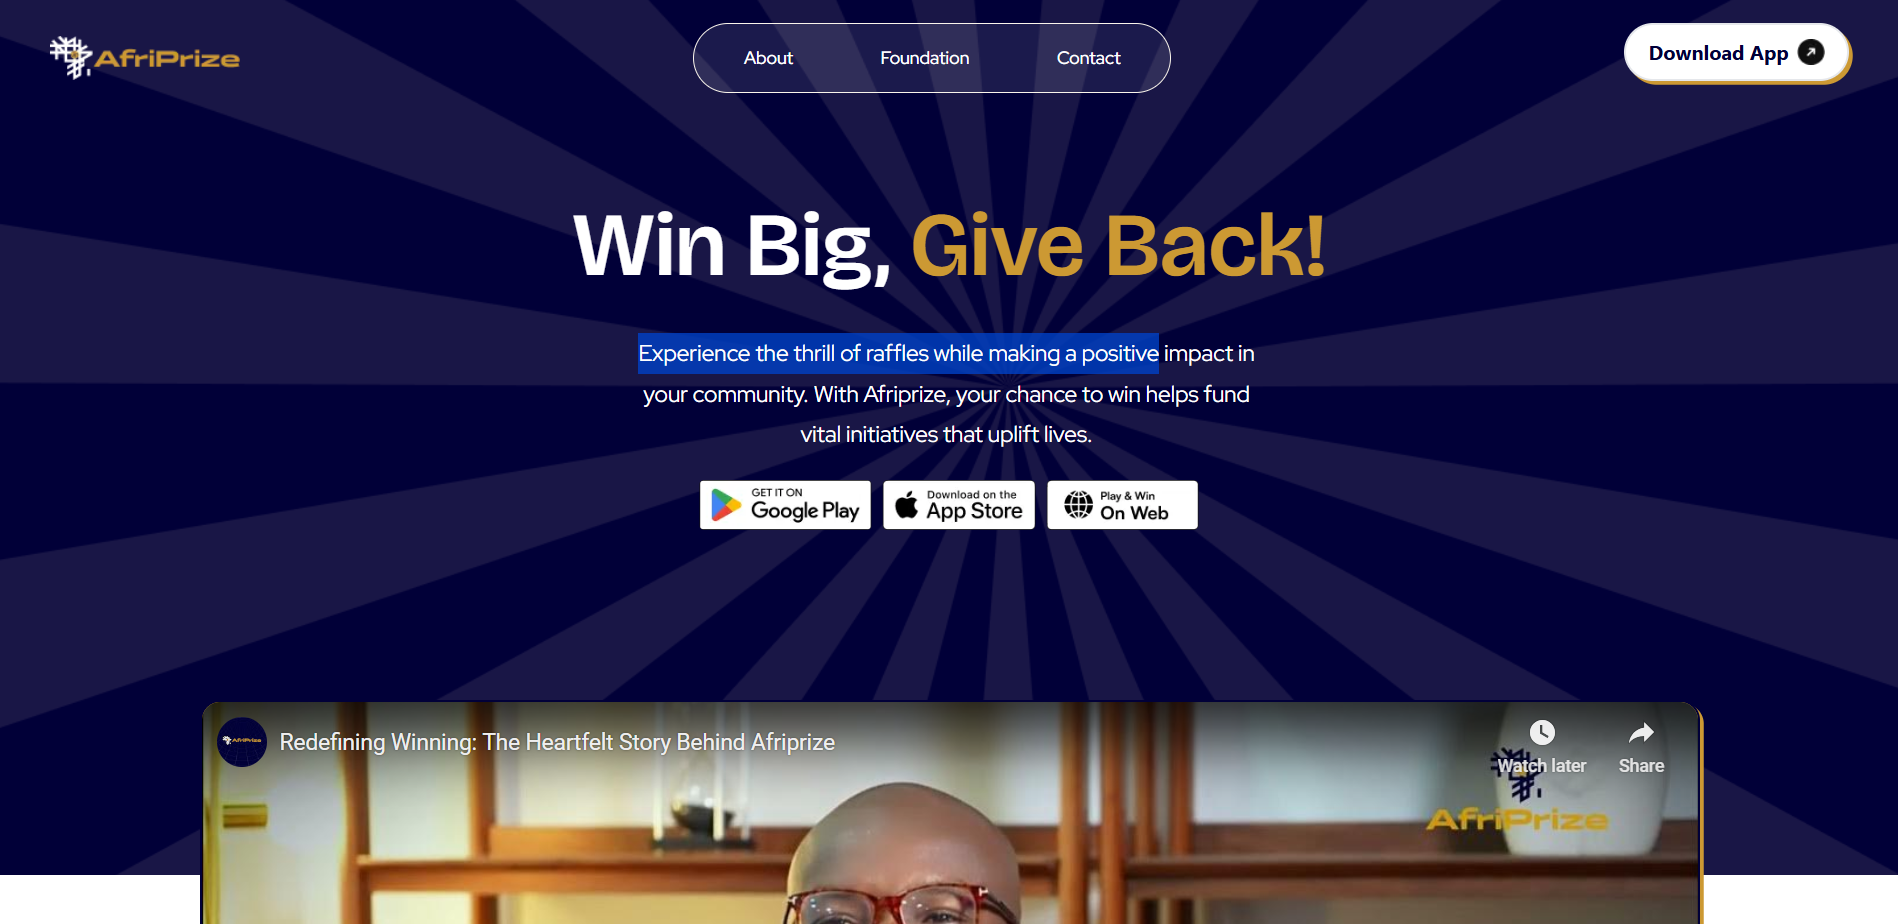 AfriPrize
About
Foundation
Contact
Download App
Win Big, Give Back!
Experience the thrill of raffles while making a positive impact in
your community. With Afriprize, your chance to win helps fund
vital initiatives that uplift lives.
GET IT ON
Google Play
Download on the
App Store
Play & Win
On Web
AfriPrize
Redefining Winning: The Heartfelt Story Behind Afriprize
Watch later
Share
AfriPrize